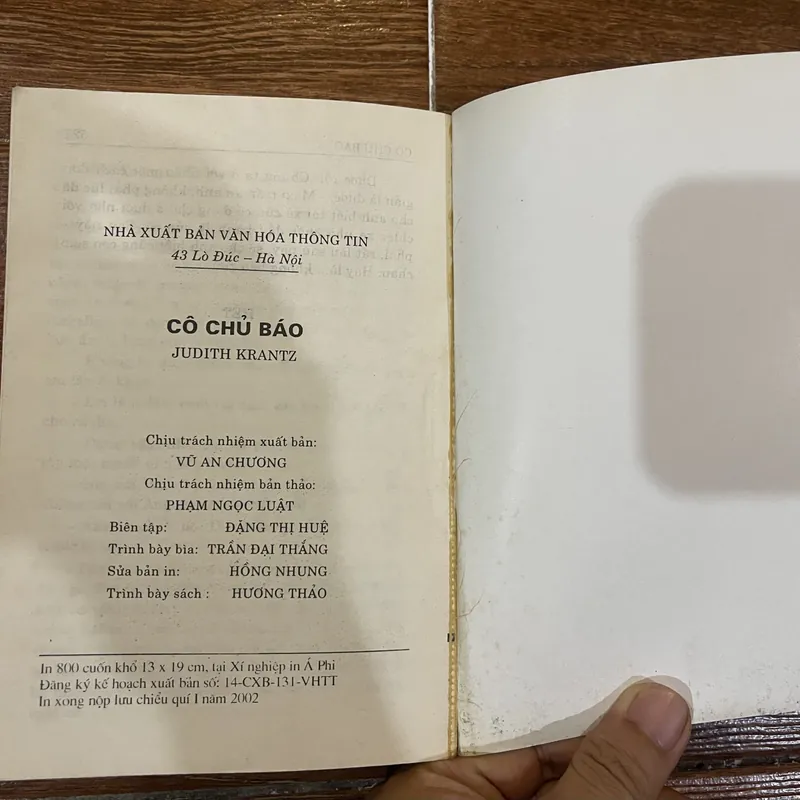 NHÀ XUẤT BẢN VĂN HÓA THÔNG TIN
43 Lò Đúc – Hà Nội
CÔ CHỦ BÁO
JUDITH KRANTZ
Chịu trách nhiệm xuất bản:
VŨ AN CHƯƠNG
Chịu trách nhiệm bản thảo:
PHẠM NGỌC LUẬT
Biên tập: ĐẶNG THỊ HUỆ
Trình bày bìa: TRẦN ĐẠI THẮNG
Sửa bản in: HỒNG NHUNG
Trình bày sách : HƯƠNG THẢO
In 800 cuốn khổ 13 x 19 cm, tại Xí nghiệp in Á Phi
Đăng ký kế hoạch xuất bản số: 14-CXB-131-VHTT
In xong nộp lưu chiểu quí I năm 2002